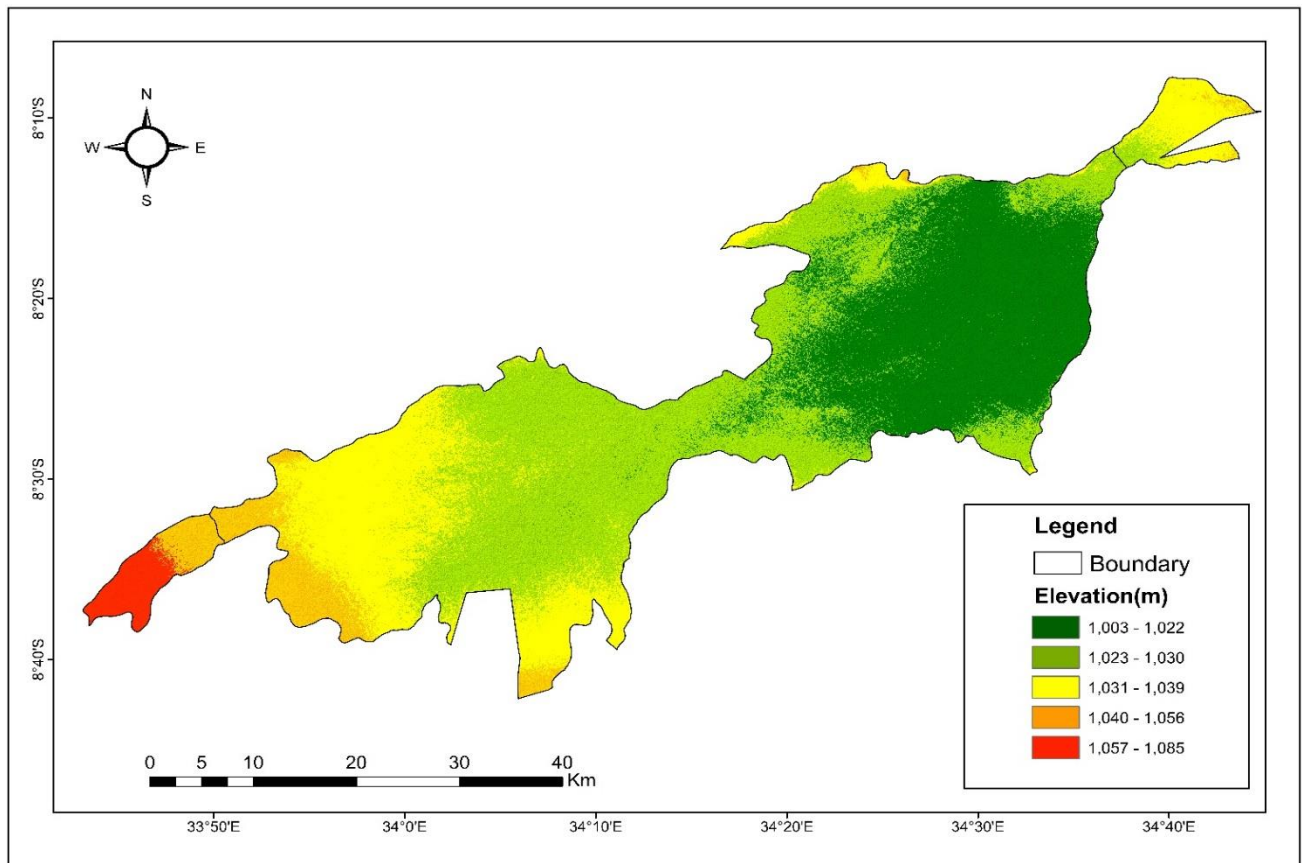 N
W E
S
8°10'S
8°20'S
8°30'S
8°40'S
Legend
Boundary
Elevation(m)
1,003 - 1,022
1,023 - 1,030
1,031 - 1,039
1,040 - 1,056
1,057 - 1,085
0 5 10 20 30 40
Km
33°50'E 34°0'E 34°10'E 34°20'E 34°30'E 34°40'E